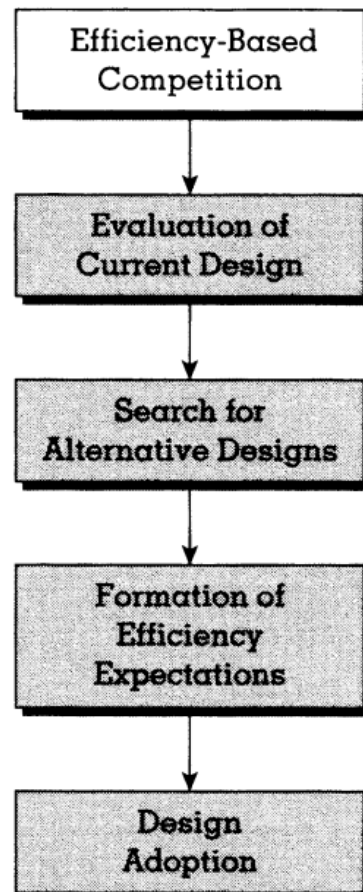 Efficiency-Based
Competition
Evaluation of
Current Design
Search for
Alternative Designs
Formation of
Efficiency
Expectations
Design
Adoption